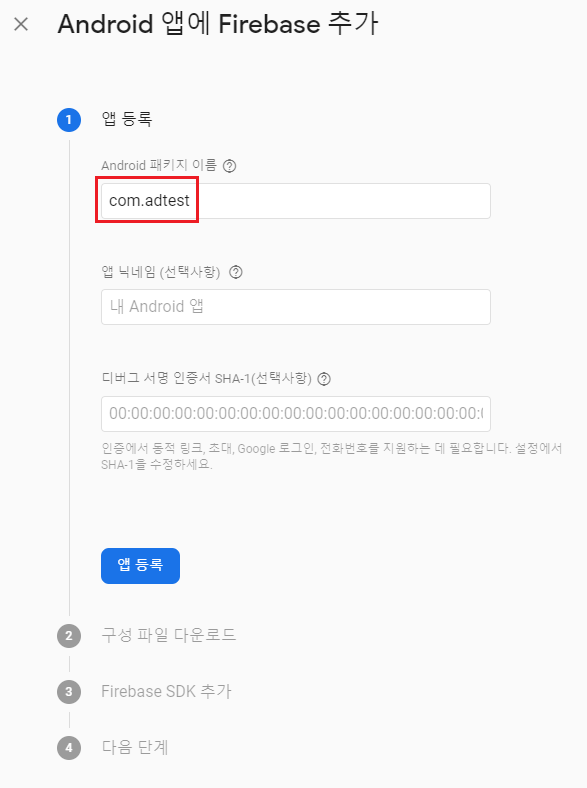 Android 앱에 Firebase 추가
1 앱 등록
Android 패키지 이름
com.adtest
앱 닉네임 (선택사항)
내 Android 앱
디버그 서명 인증서 SHA-1(선택사항)
00:00:00:00:00:00:00:00:00:00:00:00:00:00:00:00:00:
인증에서 동적 링크, 초대, Google 로그인, 전화번호를 지원하는 데 필요합니다. 설정에서
SHA-1을 수정하세요.
앱 등록
2 구성 파일 다운로드
3 Firebase SDK 추가
4 다음 단계